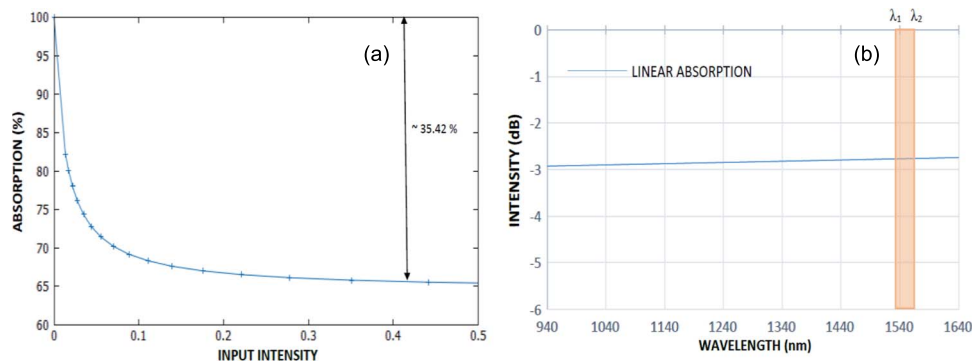 (a)
ABSORPTION (%)
100
95
90
85
80
75
70
65
60
~ 35.42 %
0
0.1
0.2
0.3
0.4
0.5
INPUT INTENSITY
λ1 λ2
(b)
LINEAR ABSORPTION
INTENSITY (dB)
0
-1
-2
-3
-4
-5
-6
940 1040 1140 1240 1340 1440 1540 1640
WAVELENGTH (nm)